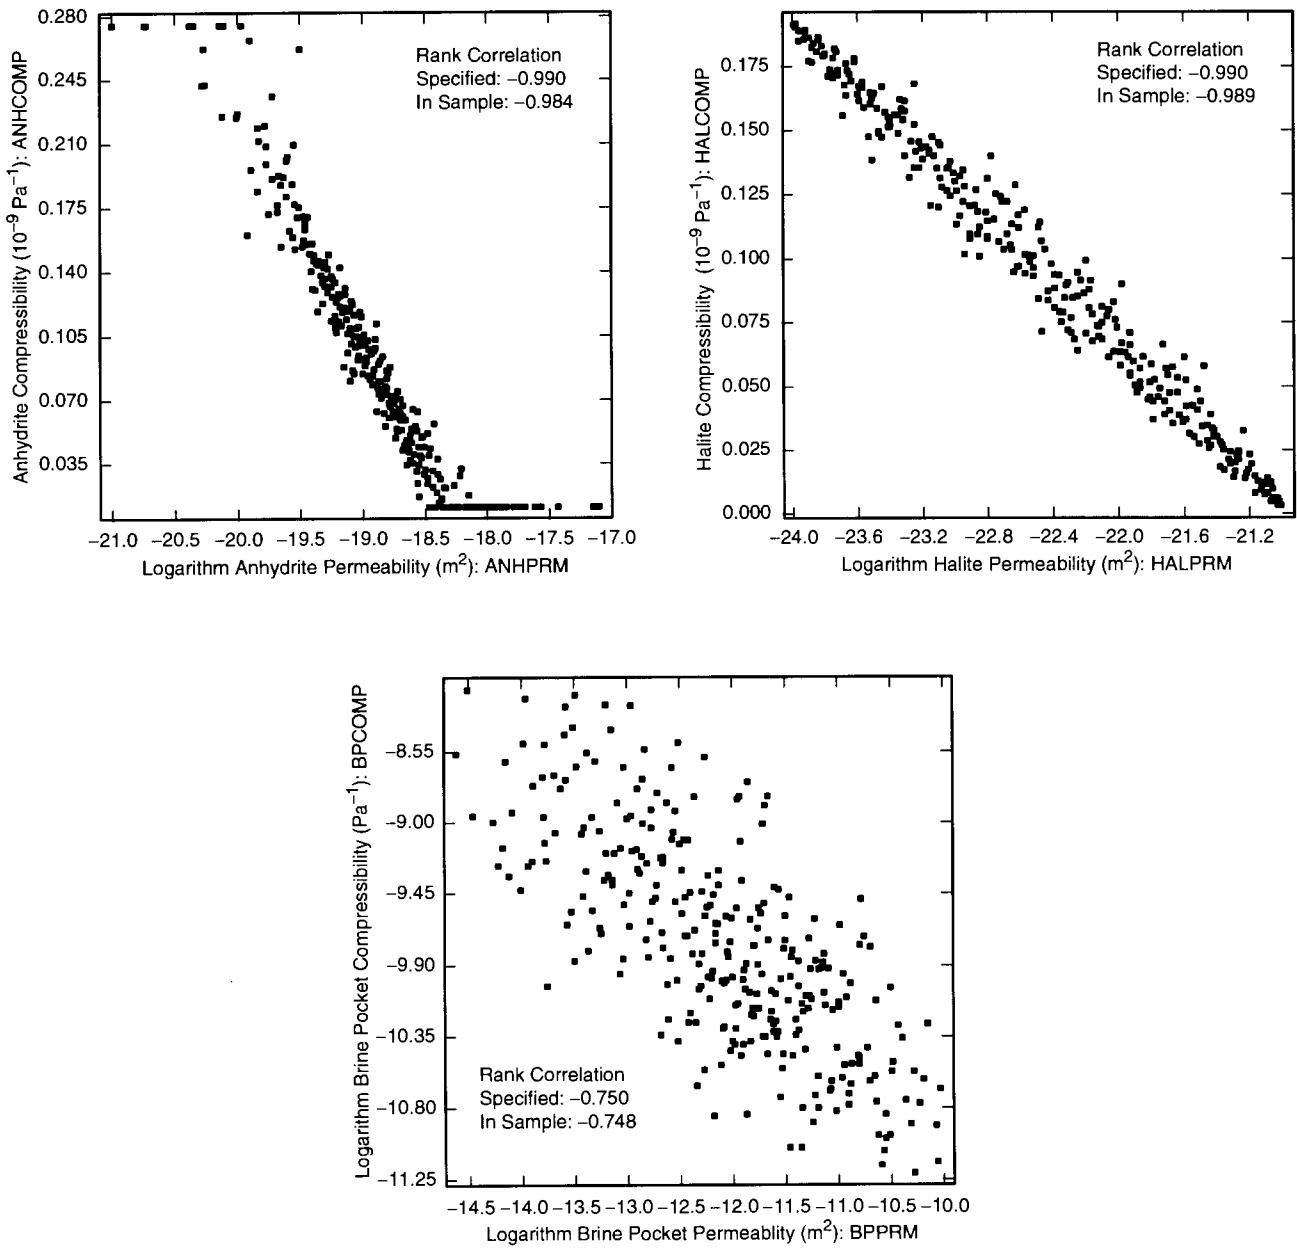 0.280
0.245
0.210
0.175
0.140
0.105
0.070
0.035
Anhydrite Compressibility (10⁻⁹ Pa⁻¹): ANHCOMP
Rank Correlation
Specified: −0.990
In Sample: −0.984
−21.0 −20.5 −20.0 −19.5 −19.0 −18.5 −18.0 −17.5 −17.0
Logarithm Anhydrite Permeability (m²): ANHPRM
0.175
0.150
0.125
0.100
0.075
0.050
0.025
0.000
Halite Compressibility (10⁻⁹ Pa⁻¹): HALCOMP
Rank Correlation
Specified: −0.990
In Sample: −0.989
−24.0 −23.6 −23.2 −22.8 −22.4 −22.0 −21.6 −21.2
Logarithm Halite Permeability (m²): HALPRM
−8.55
−9.00
−9.45
−9.90
−10.35
−10.80
−11.25
Logarithm Brine Pocket Compressibility (Pa⁻¹): BPCOMP
Rank Correlation
Specified: −0.750
In Sample: −0.748
−14.5 −14.0 −13.5 −13.0 −12.5 −12.0 −11.5 −11.0 −10.5 −10.0
Logarithm Brine Pocket Permeablity (m²): BPPRM